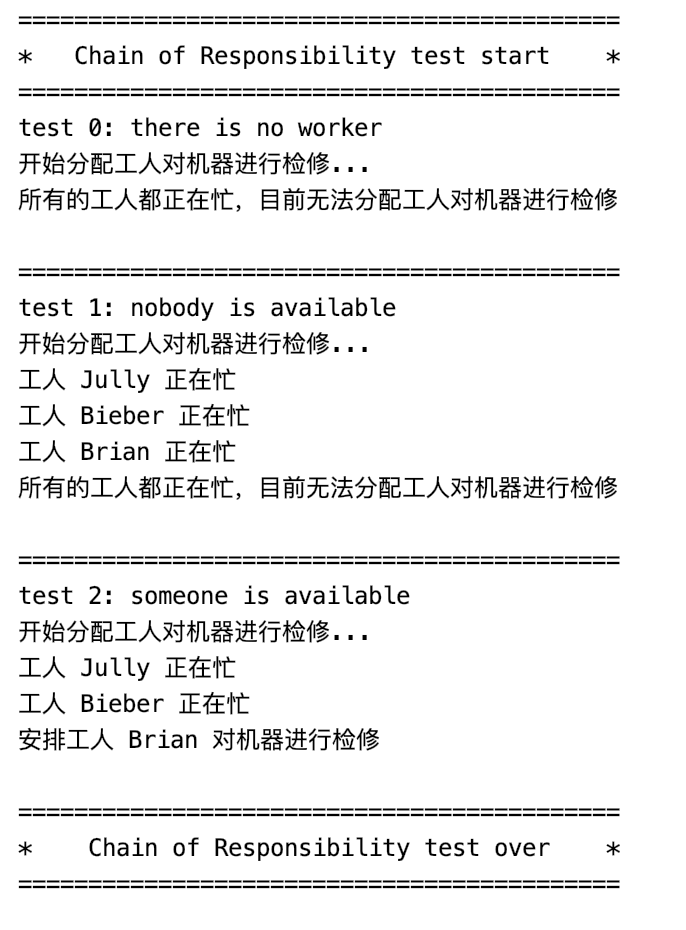 ===========================================
*   Chain of Responsibility test start    *
===========================================
test 0: there is no worker
开始分配工人对机器进行检修...
所有的工人都正在忙，目前无法分配工人对机器进行检修
===========================================
test 1: nobody is available
开始分配工人对机器进行检修...
工人 Jully 正在忙
工人 Bieber 正在忙
工人 Brian 正在忙
所有的工人都正在忙，目前无法分配工人对机器进行检修
===========================================
test 2: someone is available
开始分配工人对机器进行检修...
工人 Jully 正在忙
工人 Bieber 正在忙
安排工人 Brian 对机器进行检修
===========================================
*    Chain of Responsibility test over    *
===========================================